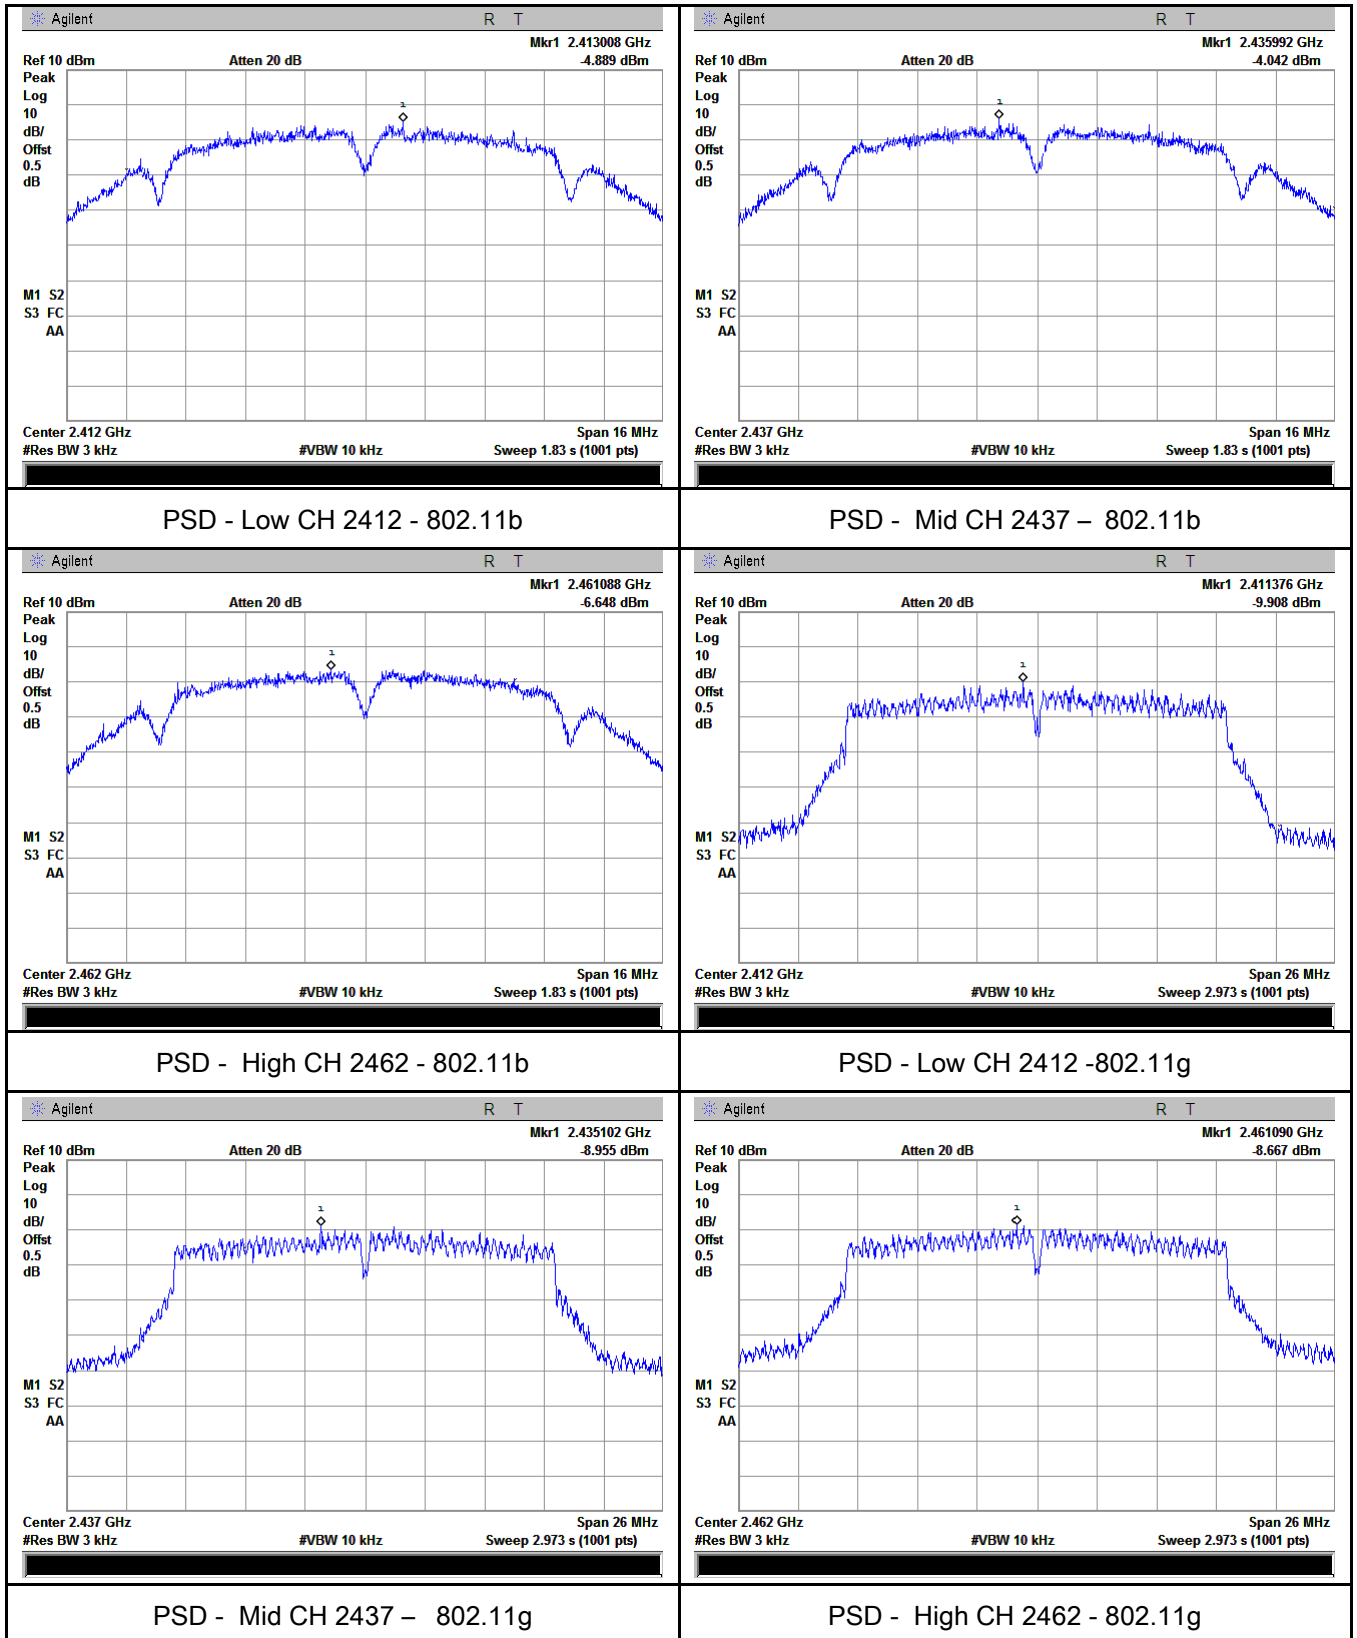 Agilent R T
Mkr1 2.413008 GHz
Ref 10 dBm Atten 20 dB -4.889 dBm
Peak
Log
10
dB/
Offst
0.5
dB
1
M1 S2
S3 FC
AA
Center 2.412 GHz Span 16 MHz
#Res BW 3 kHz #VBW 10 kHz Sweep 1.83 s (1001 pts)
PSD - Low CH 2412 - 802.11b
Agilent R T
Mkr1 2.435992 GHz
Ref 10 dBm Atten 20 dB -4.042 dBm
Peak
Log
10
dB/
Offst
0.5
dB
1
M1 S2
S3 FC
AA
Center 2.437 GHz Span 16 MHz
#Res BW 3 kHz #VBW 10 kHz Sweep 1.83 s (1001 pts)
PSD - Mid CH 2437 – 802.11b
Agilent R T
Mkr1 2.461088 GHz
Ref 10 dBm Atten 20 dB -6.648 dBm
Peak
Log
10
dB/
Offst
0.5
dB
1
M1 S2
S3 FC
AA
Center 2.462 GHz Span 16 MHz
#Res BW 3 kHz #VBW 10 kHz Sweep 1.83 s (1001 pts)
PSD - High CH 2462 - 802.11b
Agilent R T
Mkr1 2.411376 GHz
Ref 10 dBm Atten 20 dB -9.908 dBm
Peak
Log
10
dB/
Offst
0.5
dB
1
M1 S2
S3 FC
AA
Center 2.412 GHz Span 26 MHz
#Res BW 3 kHz #VBW 10 kHz Sweep 2.973 s (1001 pts)
PSD - Low CH 2412 -802.11g
Agilent R T
Mkr1 2.435102 GHz
Ref 10 dBm Atten 20 dB -8.955 dBm
Peak
Log
10
dB/
Offst
0.5
dB
1
M1 S2
S3 FC
AA
Center 2.437 GHz Span 26 MHz
#Res BW 3 kHz #VBW 10 kHz Sweep 2.973 s (1001 pts)
PSD - Mid CH 2437 – 802.11g
Agilent R T
Mkr1 2.461090 GHz
Ref 10 dBm Atten 20 dB -8.667 dBm
Peak
Log
10
dB/
Offst
0.5
dB
1
M1 S2
S3 FC
AA
Center 2.462 GHz Span 26 MHz
#Res BW 3 kHz #VBW 10 kHz Sweep 2.973 s (1001 pts)
PSD - High CH 2462 - 802.11g